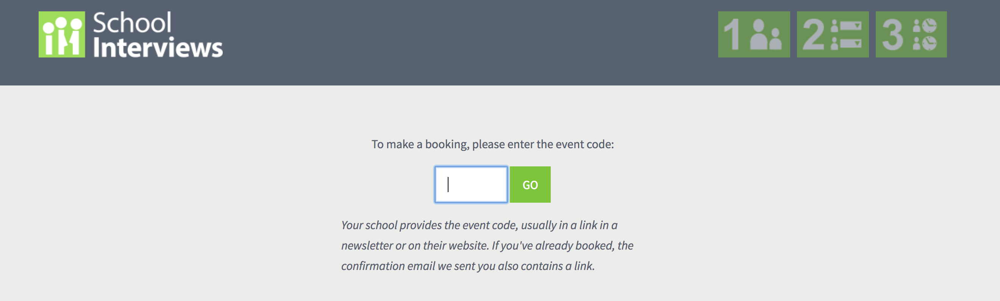 School
Interviews
1
2
3
To make a booking, please enter the event code:
GO
Your school provides the event code, usually in a link in a
newsletter or on their website. If you've already booked, the
confirmation email we sent you also contains a link.